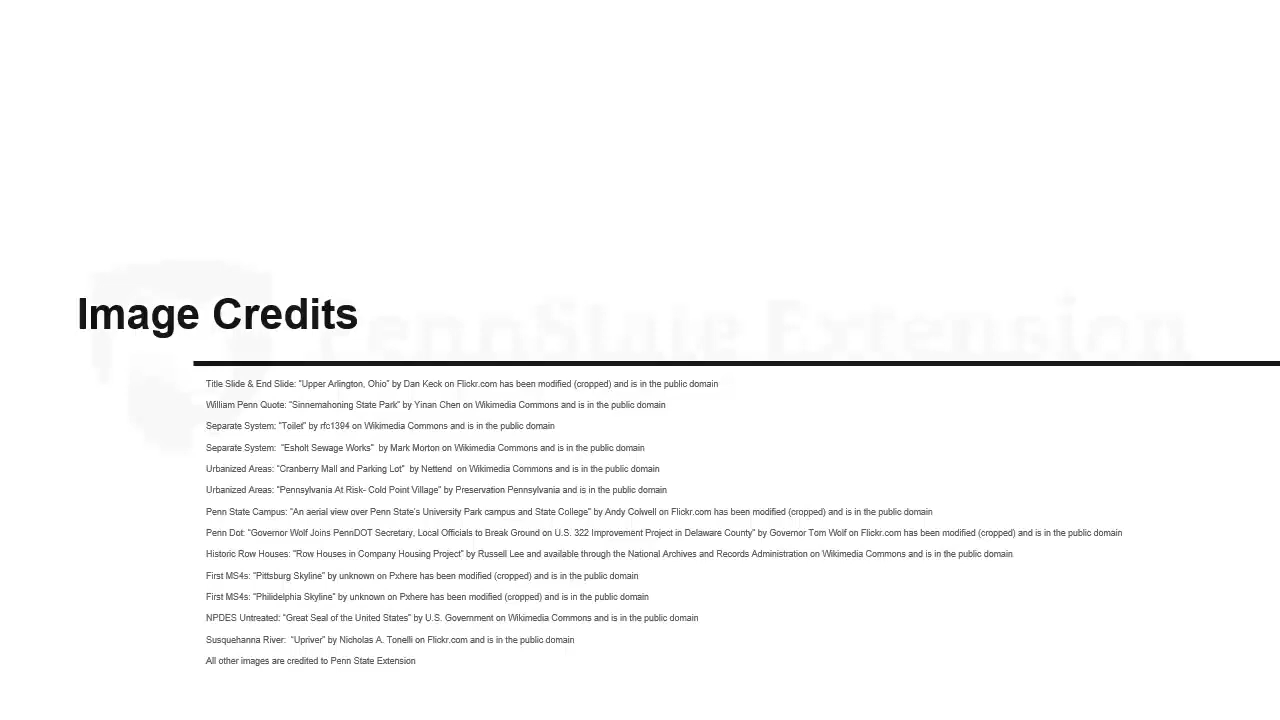 Image Credits
PennState Extension
Title Slide & End Slide: "Upper Arlington, Ohio" by Dan Keck on Flickr.com has been modified (cropped) and is in the public domain
William Penn Quote: "Sinnemahoning State Park" by Yinan Chen on Wikimedia Commons and is in the public domain
Separate System: "Toilet" by rfc1394 on Wikimedia Commons and is in the public domain
Separate System: "Esholt Sewage Works" by Mark Morton on Wikimedia Commons and is in the public domain
Urbanized Areas: "Cranberry Mall and Parking Lot" by Nettend on Wikimedia Commons and is in the public domain
Urbanized Areas: "Pennsylvania At Risk- Cold Point Village" by Preservation Pennsylvania and is in the public domain
Penn State Campus: "An aerial view over Penn State's University Park campus and State College" by Andy Colwell on Flickr.com has been modified (cropped) and is in the public domain
Penn Dot: "Governor Wolf Joins PennDOT Secretary, Local Officials to Break Ground on U.S. 322 Improvement Project in Delaware County" by Governor Tom Wolf on Flickr.com has been modified (cropped) and is in the public domain
Historic Row Houses: "Row Houses in Company Housing Project" by Russell Lee and available through the National Archives and Records Administration on Wikimedia Commons and is in the public domain
First MS4s: "Pittsburg Skyline" by unknown on Pxhere has been modified (cropped) and is in the public domain
First MS4s: "Philidelphia Skyline" by unknown on Pxhere has been modified (cropped) and is in the public domain
NPDES Untreated: "Great Seal of the United States" by U.S. Government on Wikimedia Commons and is in the public domain
Susquehanna River: "Upriver" by Nicholas A. Tonelli on Flickr.com and is in the public domain
All other images are credited to Penn State Extension